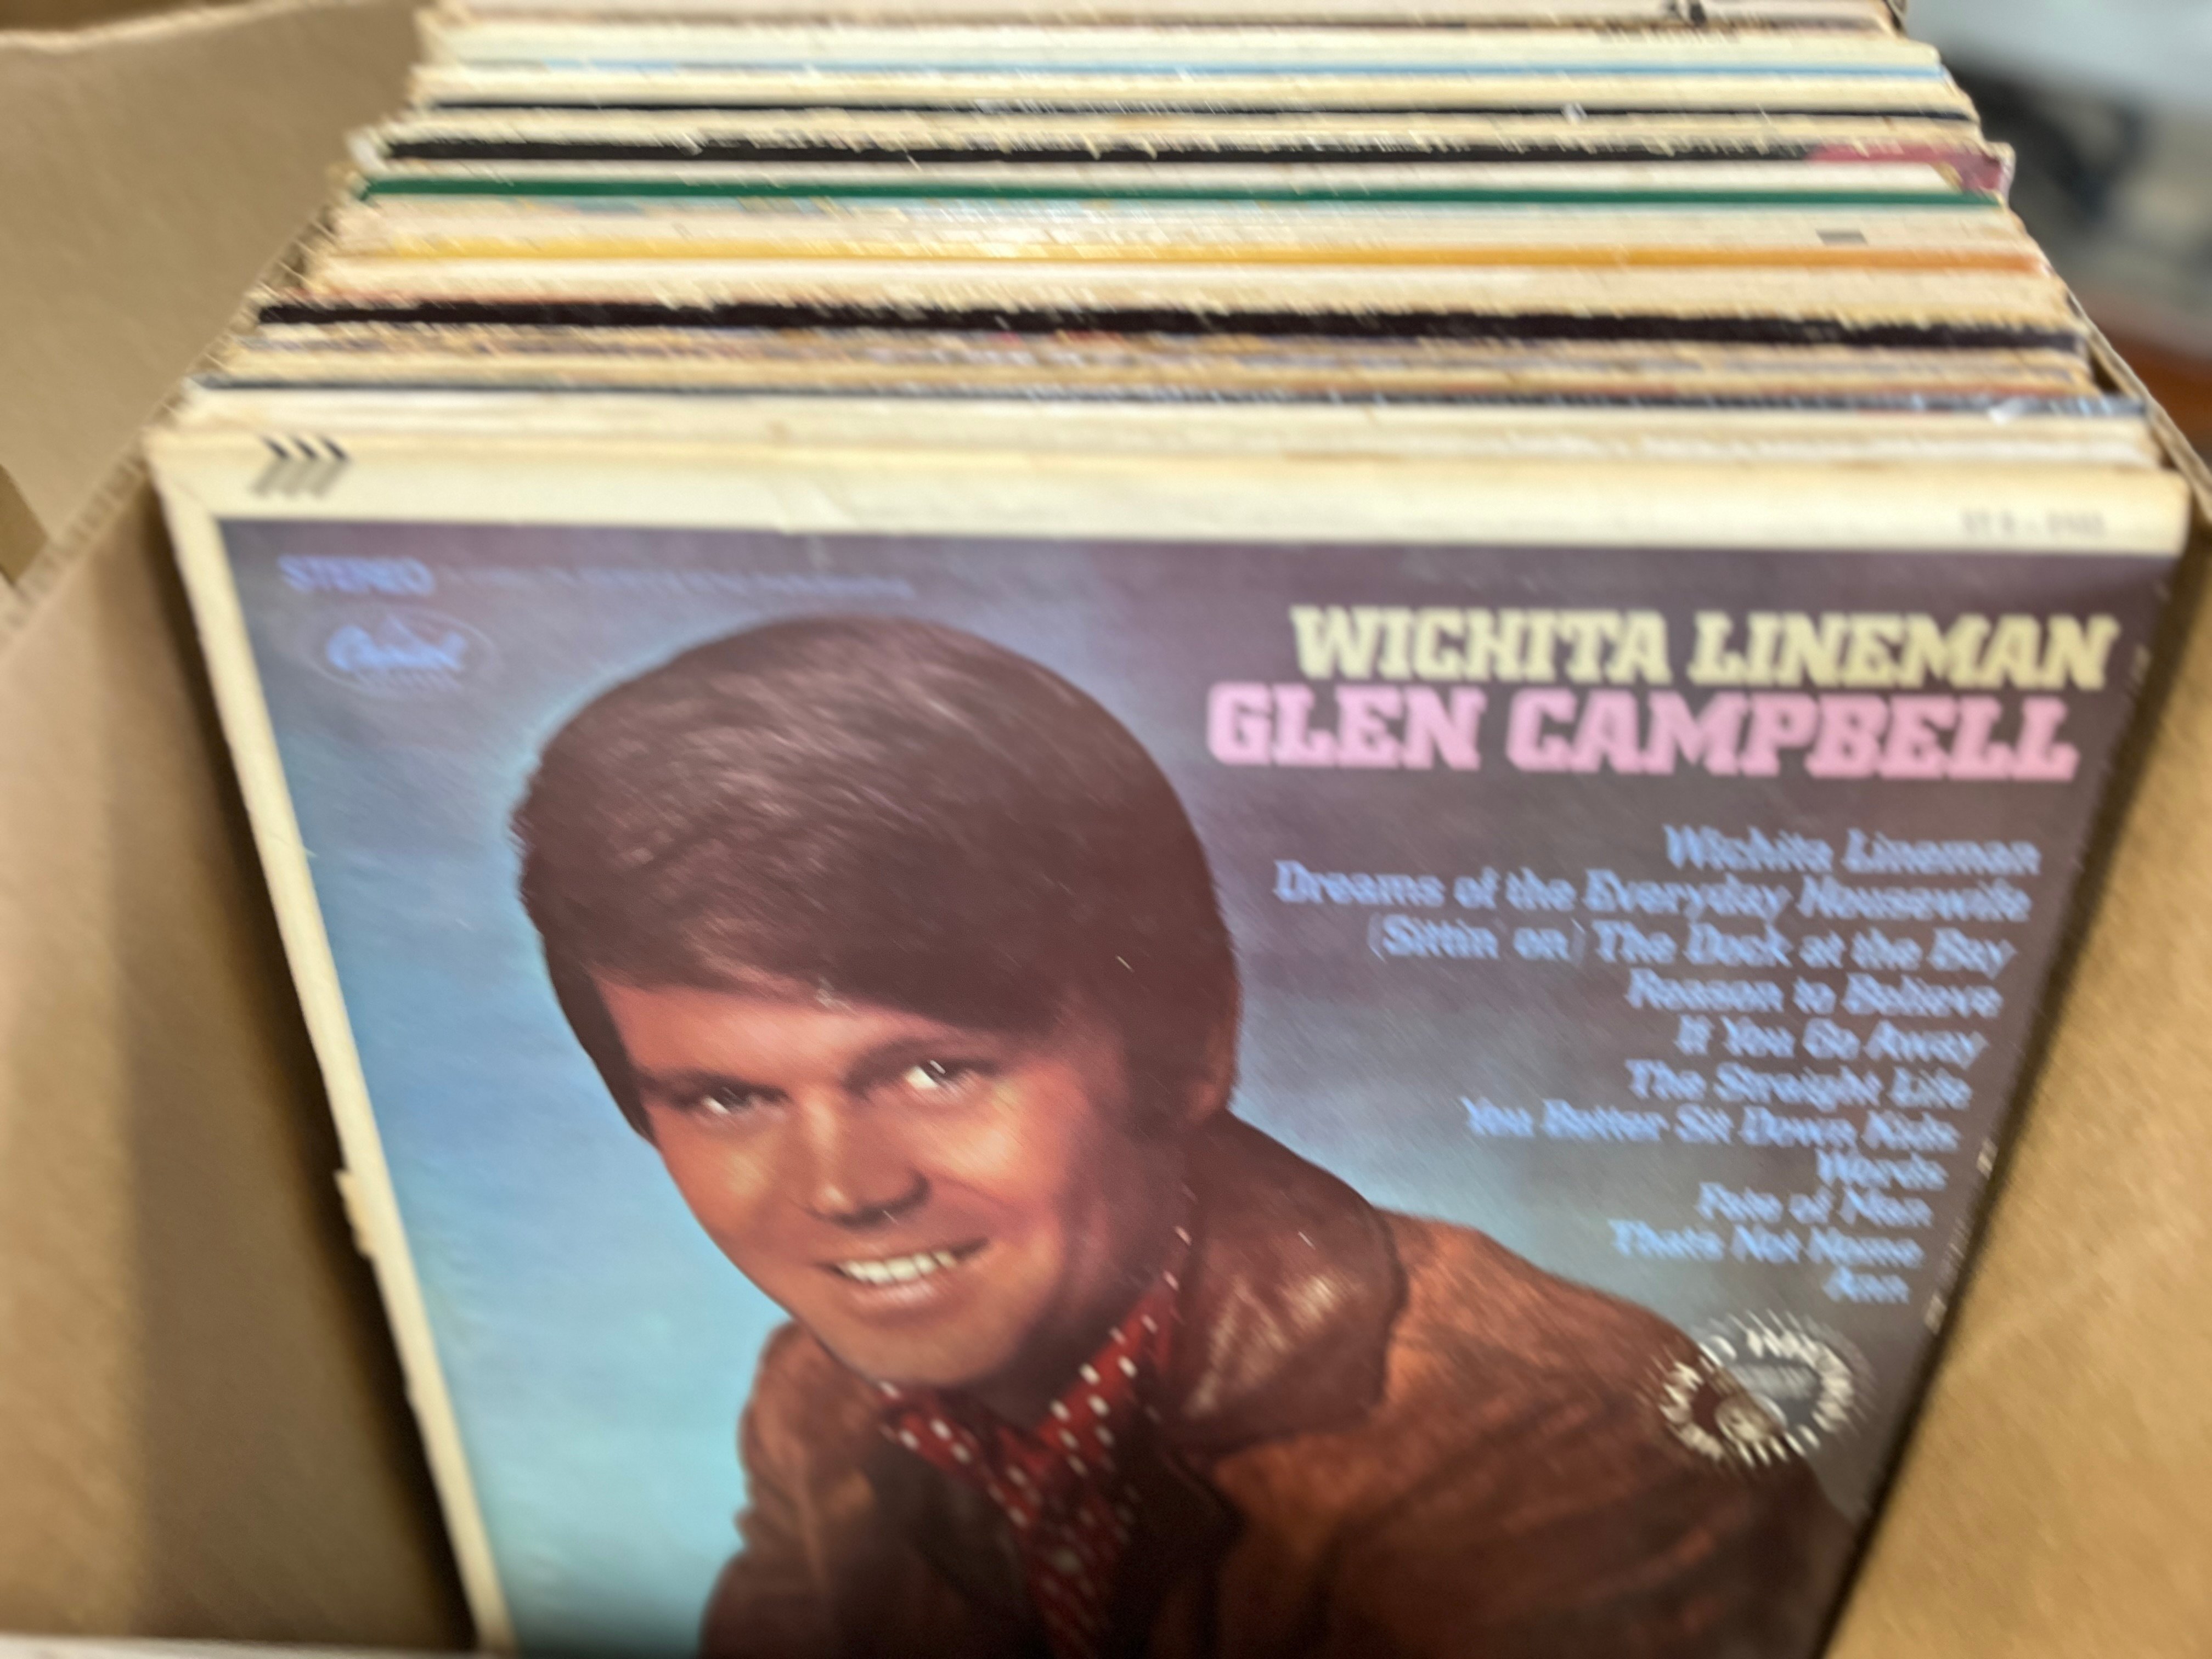 STEREO
Capitol
WICHITA LINEMAN
GLEN CAMPBELL
Wichita Lineman
Dreams of the Everyday Housewife
(Sittin' on) The Dock of the Bay
Reason to Believe
If You Go Away
The Straight Life
You Better Sit Down Kids
Words
Fate of Man
That's Not Home
Ann